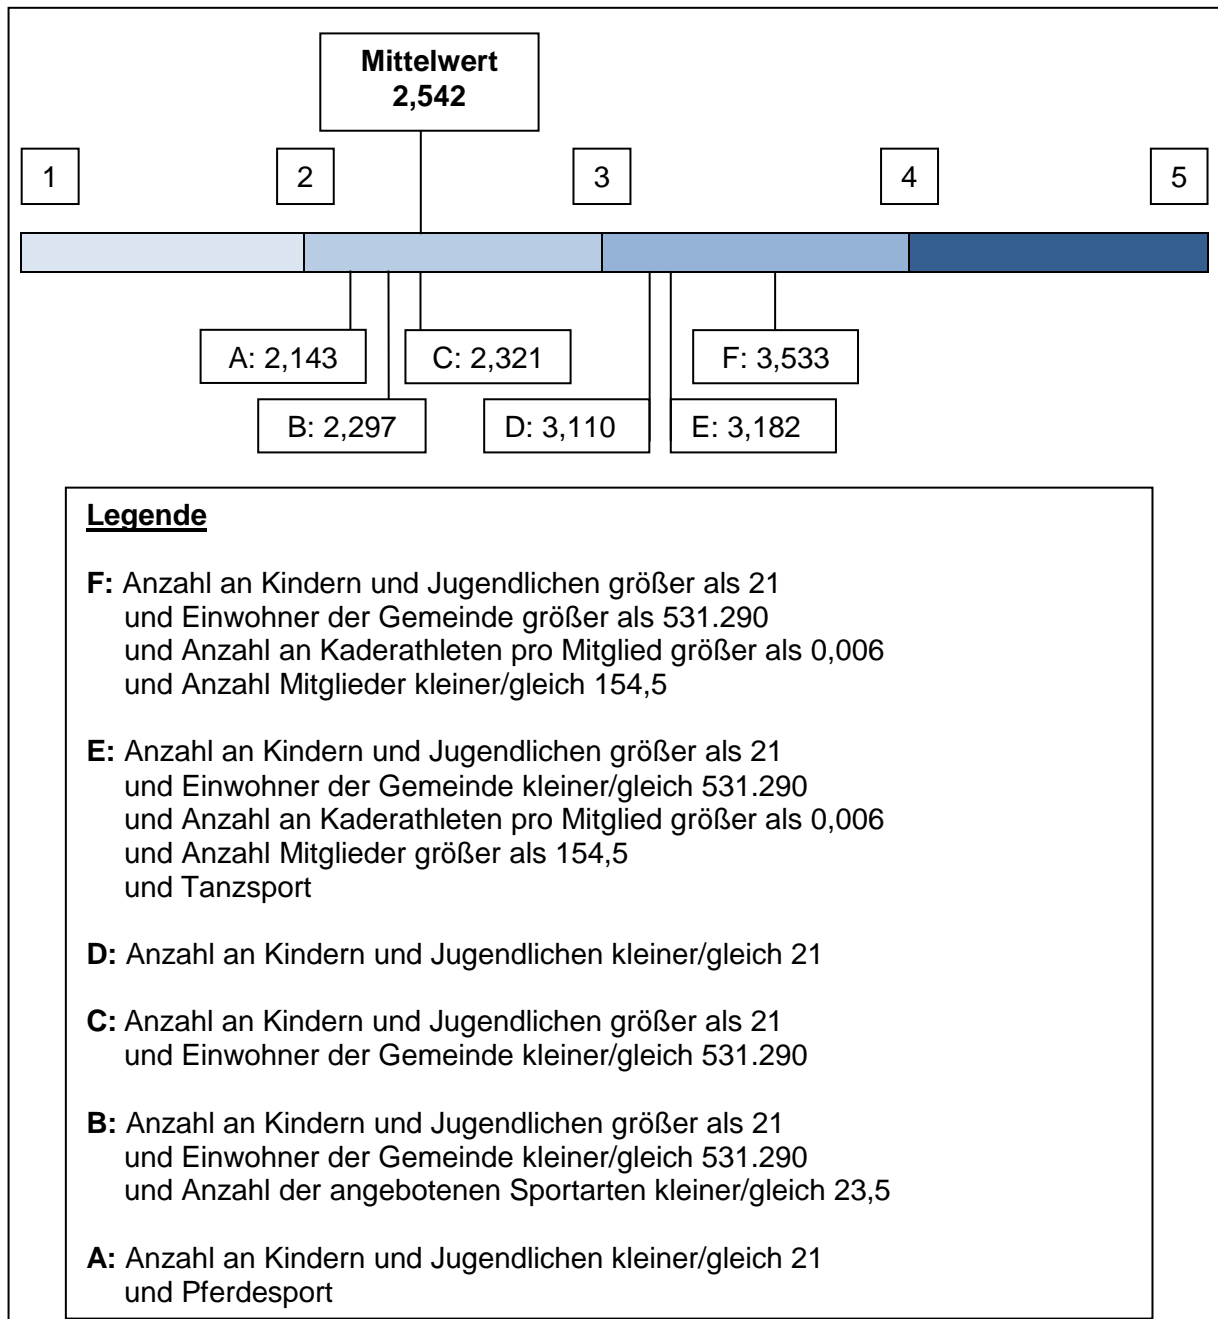 Mittelwert
2,542
1
2
3
4
5
A: 2,143
C: 2,321
F: 3,533
B: 2,297
D: 3,110
E: 3,182
Legende
F: Anzahl an Kindern und Jugendlichen größer als 21
und Einwohner der Gemeinde größer als 531.290
und Anzahl an Kaderathleten pro Mitglied größer als 0,006
und Anzahl Mitglieder kleiner/gleich 154,5
E: Anzahl an Kindern und Jugendlichen größer als 21
und Einwohner der Gemeinde kleiner/gleich 531.290
und Anzahl an Kaderathleten pro Mitglied größer als 0,006
und Anzahl Mitglieder größer als 154,5
und Tanzsport
D: Anzahl an Kindern und Jugendlichen kleiner/gleich 21
C: Anzahl an Kindern und Jugendlichen größer als 21
und Einwohner der Gemeinde kleiner/gleich 531.290
B: Anzahl an Kindern und Jugendlichen größer als 21
und Einwohner der Gemeinde kleiner/gleich 531.290
und Anzahl der angebotenen Sportarten kleiner/gleich 23,5
A: Anzahl an Kindern und Jugendlichen kleiner/gleich 21
und Pferdesport